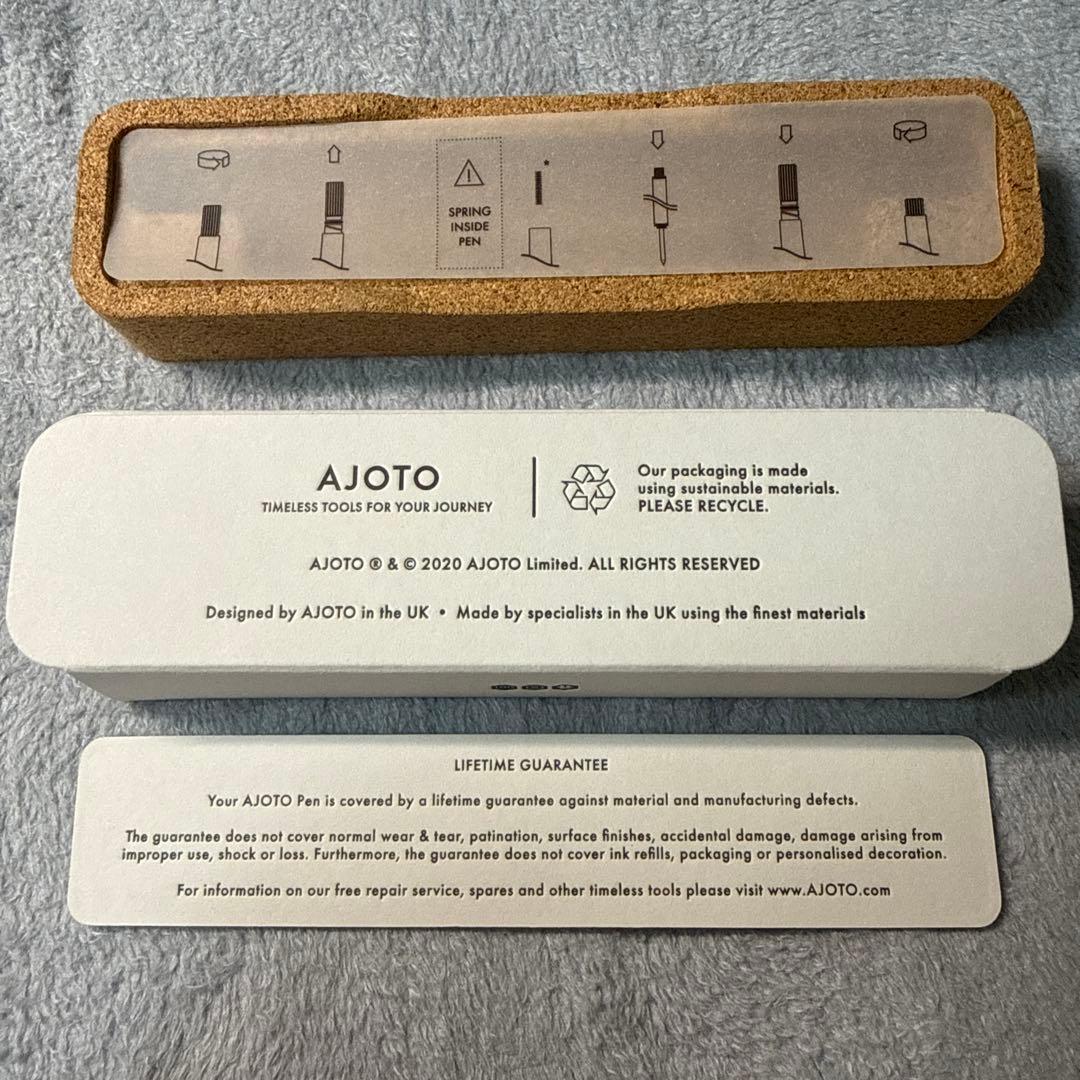 SPRING
INSIDE
PEN
*
AJOTO
TIMELESS TOOLS FOR YOUR JOURNEY
Our packaging is made
using sustainable materials.
PLEASE RECYCLE.
AJOTO ® & © 2020 AJOTO Limited. ALL RIGHTS RESERVED
Designed by AJOTO in the UK • Made by specialists in the UK using the finest materials
LIFETIME GUARANTEE
Your AJOTO Pen is covered by a lifetime guarantee against material and manufacturing defects.
The guarantee does not cover normal wear & tear, patination, surface finishes, accidental damage, damage arising from
improper use, shock or loss. Furthermore, the guarantee does not cover ink refills, packaging or personalised decoration.
For information on our free repair service, spares and other timeless tools please visit www.AJOTO.com